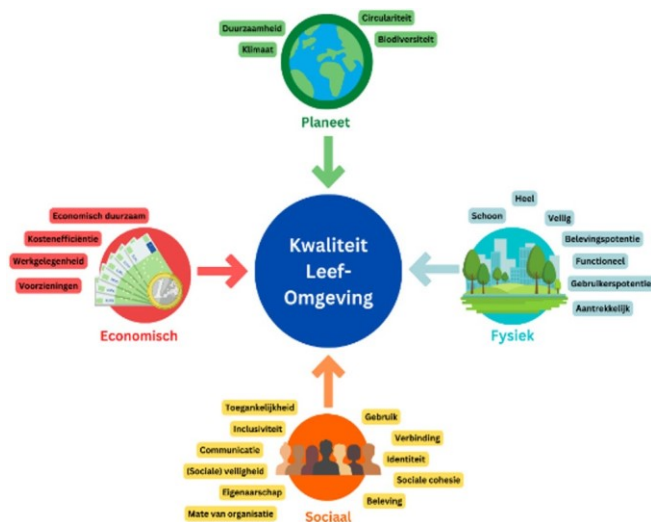 Circulariteit
Duurzaamheid
Biodiversiteit
Klimaat
Planeet
Economisch duurzaam
Kostenefficiëntie
Werkgelegenheid
Voorzieningen
Economisch
Kwaliteit
Leef-
Omgeving
Heel
Schoon
Veilig
Belevingspotentie
Functioneel
Gebruikerspotentie
Aantrekkelijk
Fysiek
Toegankelijkheid
Inclusiviteit
Communicatie
(Sociale) veiligheid
Eigenaarschap
Mate van organisatie
Gebruik
Verbinding
Identiteit
Sociale cohesie
Beleving
Sociaal